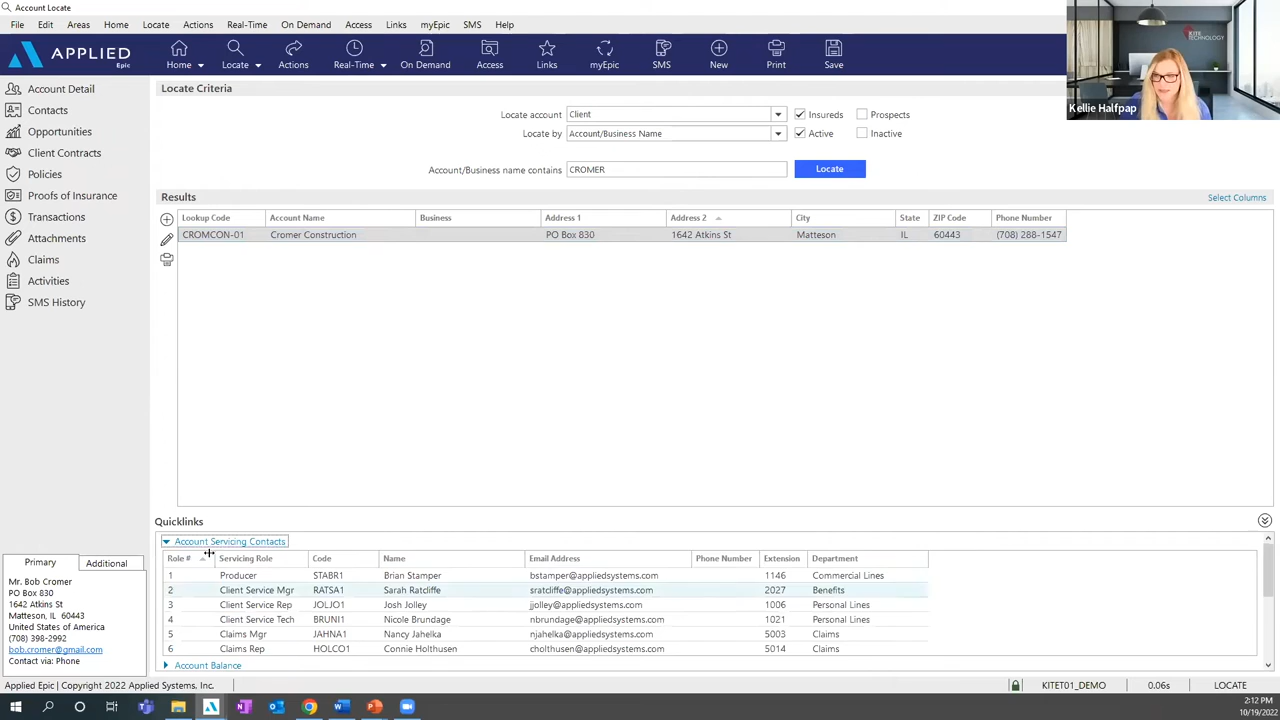 Account Locate
File Edit Areas Home Locate Actions Real-Time On Demand Access Links myEpic SMS Help
APPLIED
Epic
Home Locate Actions Real-Time On Demand Access Links myEpic SMS New Print Save
KITE
TECHNOLOGY
Kellie Halfpap
Account Detail
Contacts
Opportunities
Client Contracts
Policies
Proofs of Insurance
Transactions
Attachments
Claims
Activities
SMS History
Locate Criteria
Locate account Client Insureds Prospects
Locate by Account/Business Name Active Inactive
Account/Business name contains CROMER Locate
Results Select Columns
Lookup Code Account Name Business Address 1 Address 2 City State ZIP Code Phone Number
CROMCON-01 Cromer Construction PO Box 830 1642 Atkins St Matteson IL 60443 (708) 288-1547
Quicklinks
Account Servicing Contacts
Role # Servicing Role Code Name Email Address Phone Number Extension Department
1 Producer STABR1 Brian Stamper bstamper@appliedsystems.com 1146 Commercial Lines
2 Client Service Mgr RATSA1 Sarah Ratcliffe sratcliffe@appliedsystems.com 2027 Benefits
3 Client Service Rep JOLJO1 Josh Jolley jjolley@appliedsystems.com 1006 Personal Lines
4 Client Service Tech BRUNI1 Nicole Brundage nbrundage@appliedsystems.com 1021 Personal Lines
5 Claims Mgr JAHNA1 Nancy Jahelka njahelka@appliedsystems.com 5003 Claims
6 Claims Rep HOLCO1 Connie Holthusen cholthusen@appliedsystems.com 5014 Claims
Account Balance
Primary Additional
Mr. Bob Cromer
PO Box 830
1642 Atkins St
Matteson, IL 60443
United States of America
(708) 398-2992
bob.cromer@gmail.com
Contact via: Phone
Applied Epic | Copyright 2022 Applied Systems, Inc. KITET01_DEMO 0.06s LOCATE
2:12 PM
10/19/2022